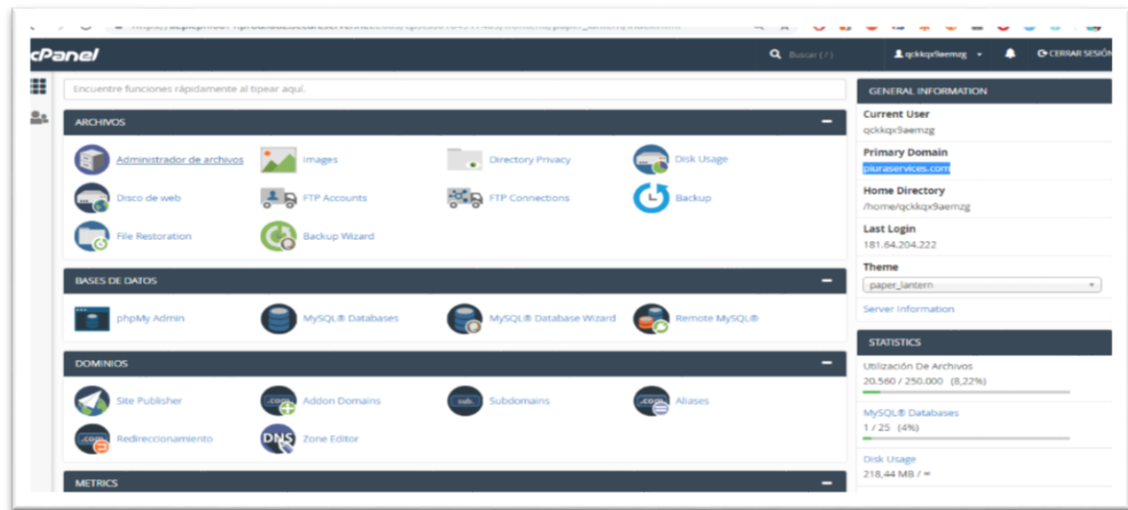 cPanel
Buscar ( / )
qckkqx9aemzg
CERRAR SESIÓN
Encuentre funciones rápidamente al tipear aquí.
ARCHIVOS
Administrador de archivos
Images
Directory Privacy
Disk Usage
Disco de web
FTP Accounts
FTP Connections
Backup
File Restoration
Backup Wizard
BASES DE DATOS
phpMy Admin
MySQL® Databases
MySQL® Database Wizard
Remote MySQL®
DOMINIOS
Site Publisher
.com
Addon Domains
sub.
Subdomains
.com
Aliases
.com
Redireccionamiento
DNS
Zone Editor
METRICS
GENERAL INFORMATION
Current User
qckkqx9aemzg
Primary Domain
piuraservices.com
Home Directory
/home/qckkqx9aemzg
Last Login
181.64.204.222
Theme
paper_lantern
Server Information
STATISTICS
Utilización De Archivos
20.560 / 250.000 (8,22%)
MySQL® Databases
1 / 25 (4%)
Disk Usage
218,44 MB / ∞